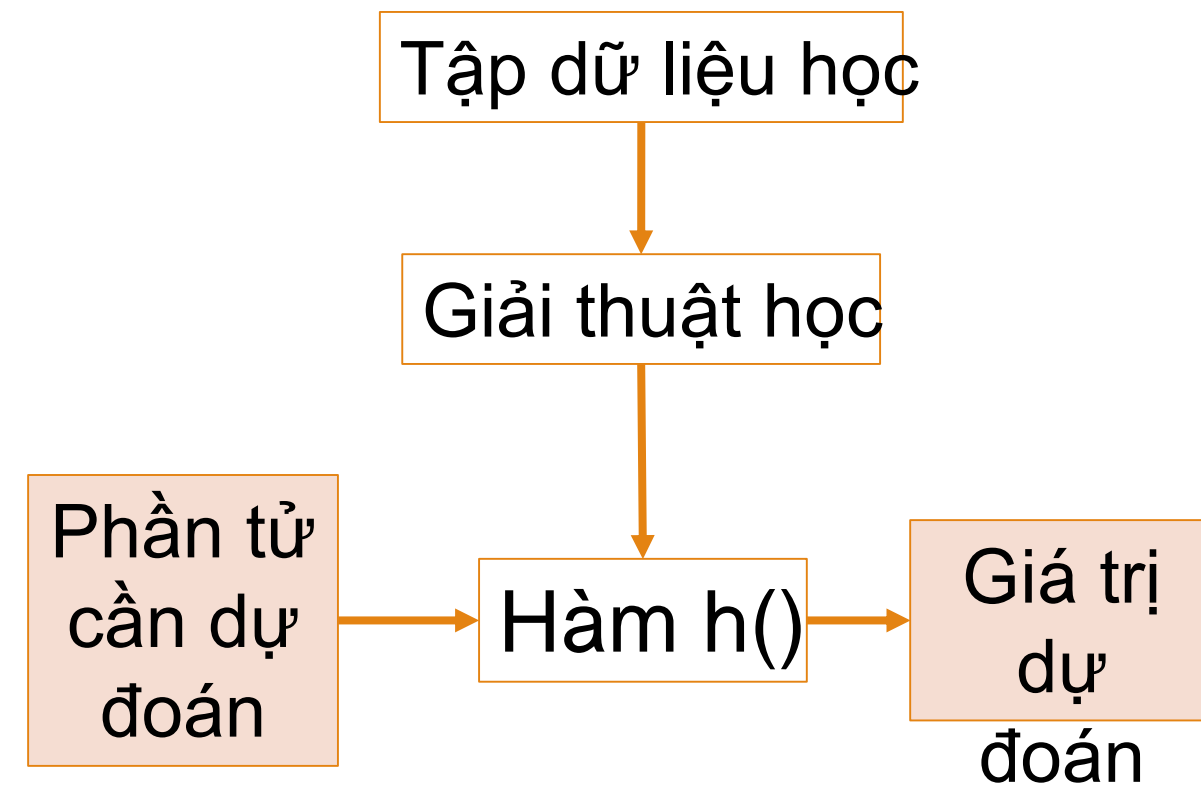 Tập dữ liệu học
Giải thuật học
Phần tử
cần dự
đoán
Hàm h()
Giá trị
dự
đoán